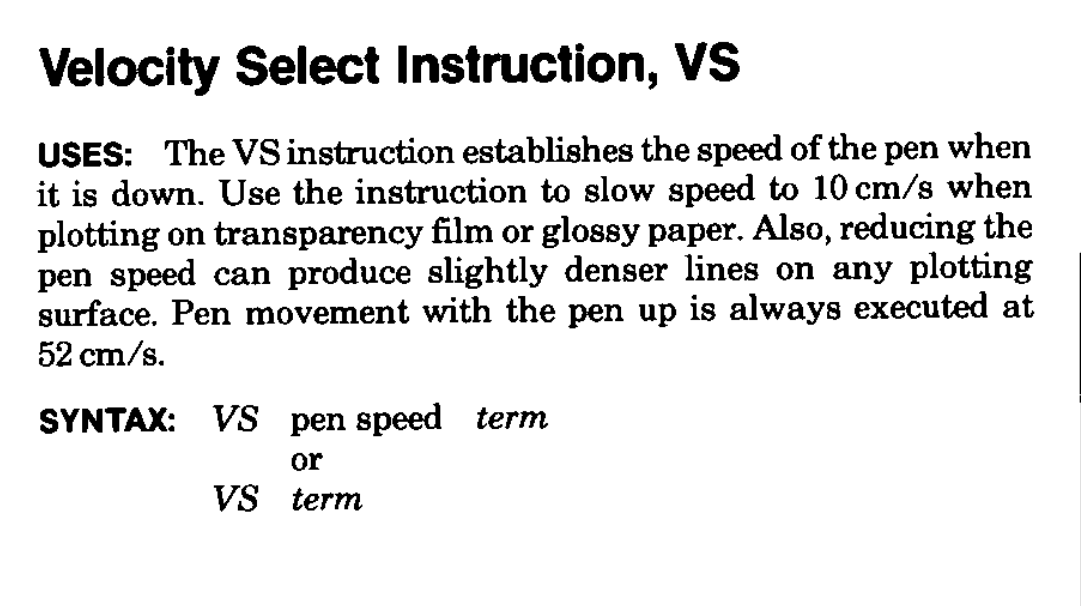 Velocity Select Instruction, VS
USES: The VS instruction establishes the speed of the pen when
it is down. Use the instruction to slow speed to 10 cm/s when
plotting on transparency film or glossy paper. Also, reducing the
pen speed can produce slightly denser lines on any plotting
surface. Pen movement with the pen up is always executed at
52 cm/s.
SYNTAX: VS pen speed term
or
VS term